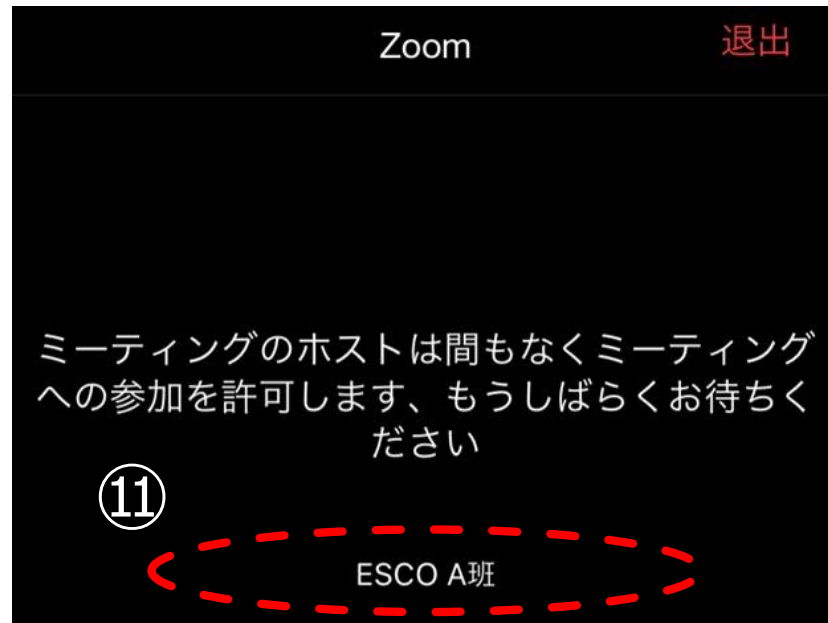 Zoom
退出
ミーティングのホストは間もなくミーティング
への参加を許可します、もうしばらくお待ちく
ださい
⑪
ESCO A班